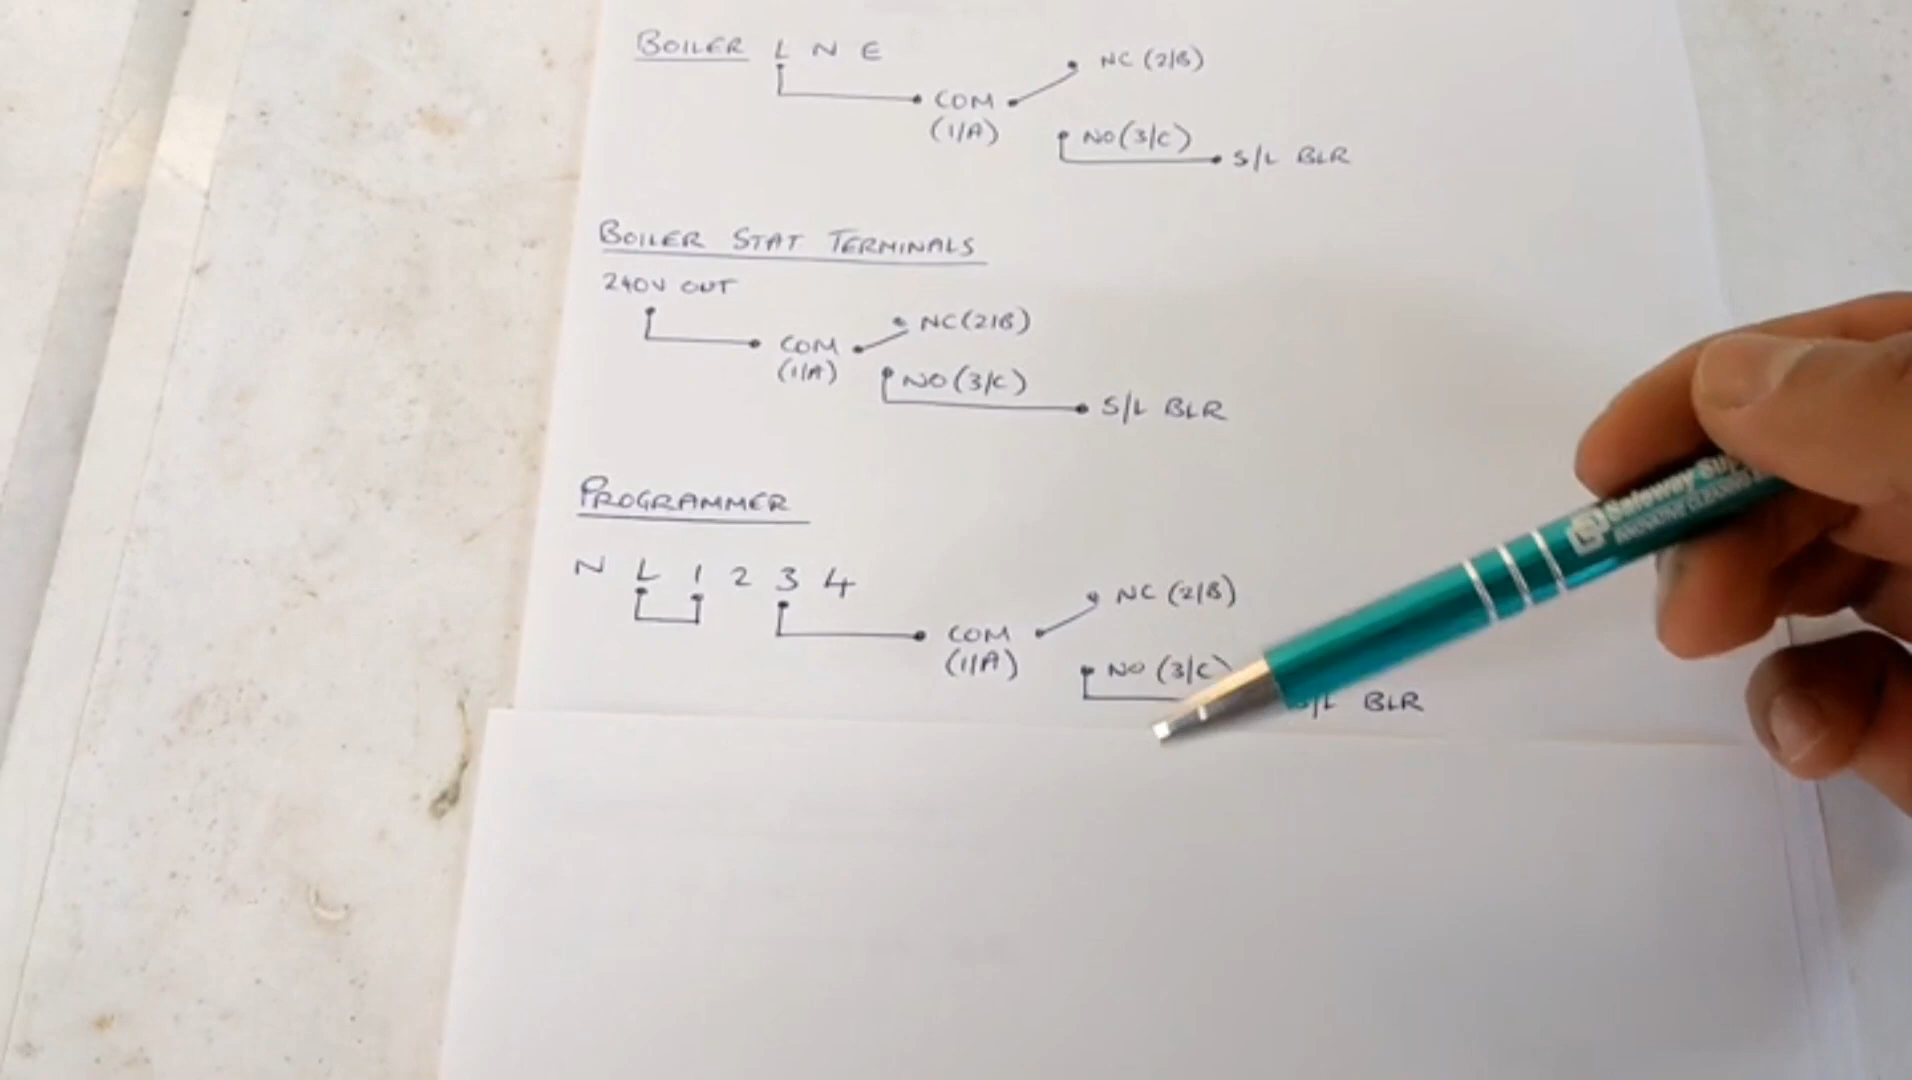 BOILER L N E
NC (2/B)
COM
(1/A)
NO (3/C)
S/L BLR
BOILER STAT TERMINALS
240V OUT
NC (2/B)
COM
(1/A)
NO (3/C)
S/L BLR
PROGRAMMER
N L 1 2 3 4
NC (2/B)
COM
(1/A)
NO (3/C)
S/L BLR
Safeway